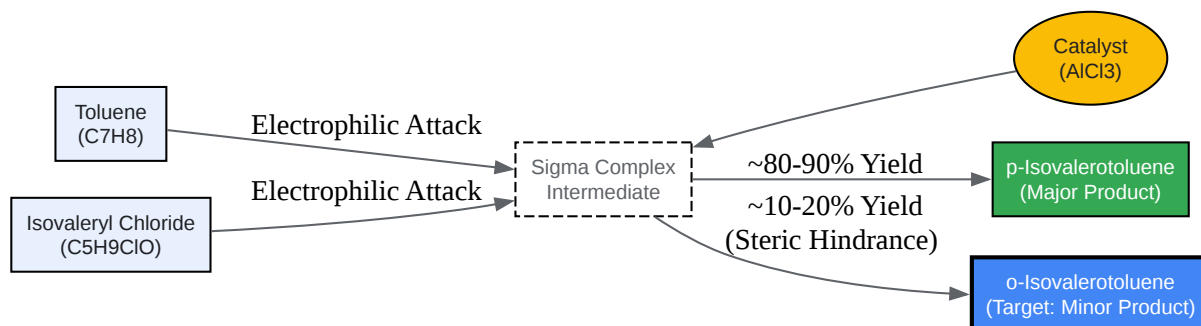 Catalyst
(AlCl3)
Toluene
(C7H8)
Electrophilic Attack
Sigma Complex
Intermediate
~80-90% Yield
p-Isovalerotoluene
(Major Product)
Electrophilic Attack
Isovaleryl Chloride
(C5H9ClO)
~10-20% Yield
(Steric Hindrance)
o-Isovalerotoluene
(Target: Minor Product)